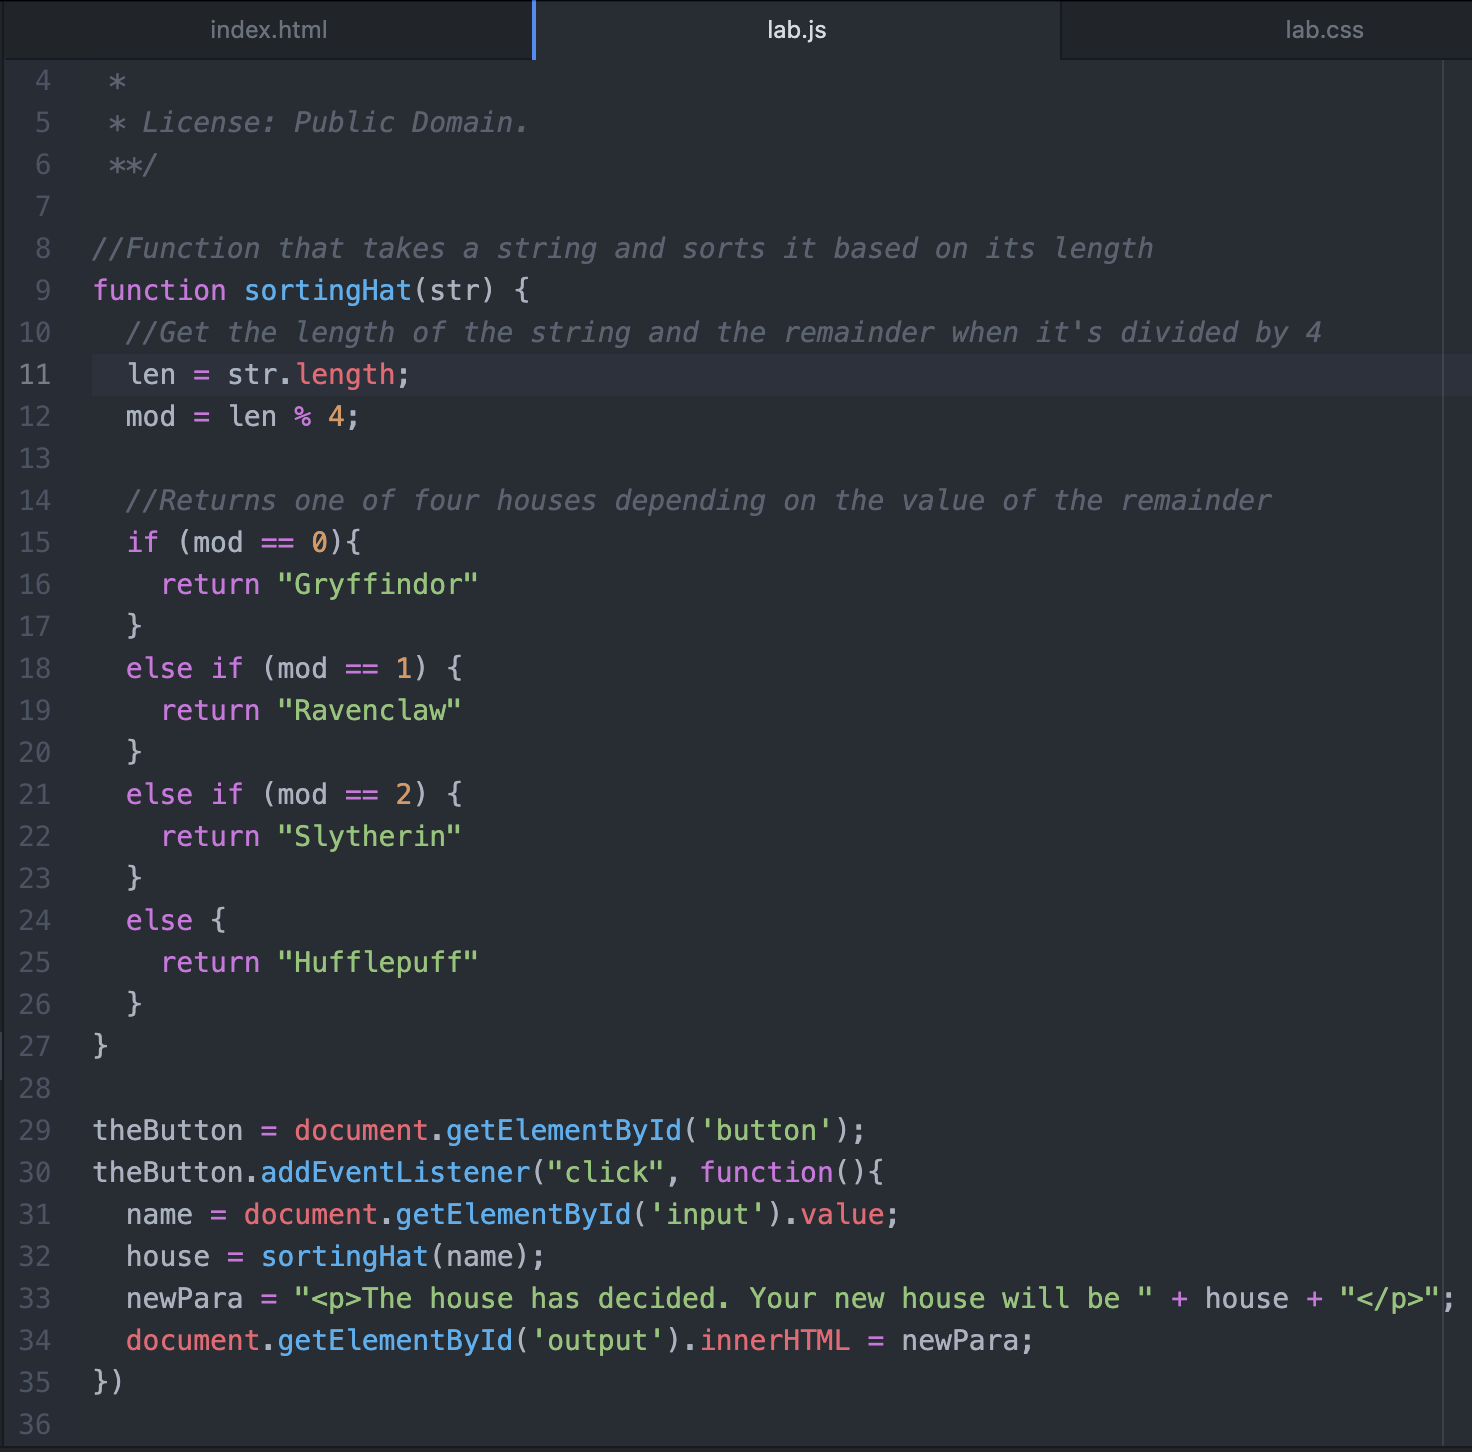 index.html lab.js lab.css
4  *
5  * License: Public Domain.
6  **/
7
8 //Function that takes a string and sorts it based on its length
9 function sortingHat(str) {
10   //Get the length of the string and the remainder when it's divided by 4
11   len = str.length;
12   mod = len % 4;
13
14   //Returns one of four houses depending on the value of the remainder
15   if (mod == 0){
16     return "Gryffindor"
17   }
18   else if (mod == 1) {
19     return "Ravenclaw"
20   }
21   else if (mod == 2) {
22     return "Slytherin"
23   }
24   else {
25     return "Hufflepuff"
26   }
27 }
28
29 theButton = document.getElementById('button');
30 theButton.addEventListener("click", function(){
31   name = document.getElementById('input').value;
32   house = sortingHat(name);
33   newPara = "<p>The house has decided. Your new house will be " + house + "</p>";
34   document.getElementById('output').innerHTML = newPara;
35 })
36